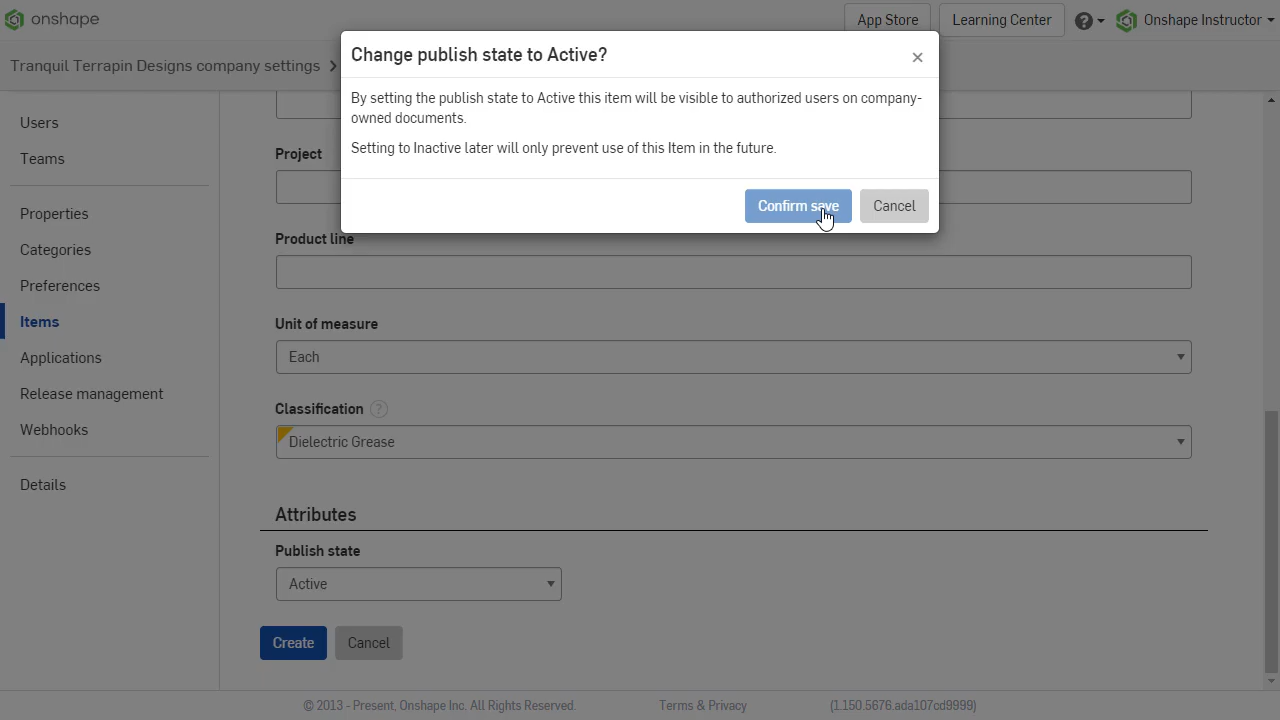 onshape
App Store
Learning Center
?
Onshape Instructor
Tranquil Terrapin Designs company settings
Change publish state to Active?
×
By setting the publish state to Active this item will be visible to authorized users on company-
owned documents.
Setting to Inactive later will only prevent use of this Item in the future.
Confirm save
Cancel
Users
Teams
Properties
Categories
Preferences
Items
Applications
Release management
Webhooks
Details
Project
Product line
Unit of measure
Each
Classification ?
Dielectric Grease
Attributes
Publish state
Active
Create
Cancel
© 2013 - Present, Onshape Inc. All Rights Reserved.
Terms & Privacy
(1.150.5676.ada107cd9999)